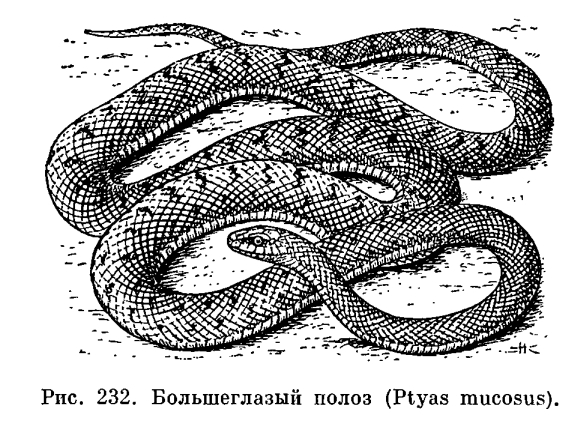 Рис. 232. Большеглазый полоз (Ptyas mucosus).